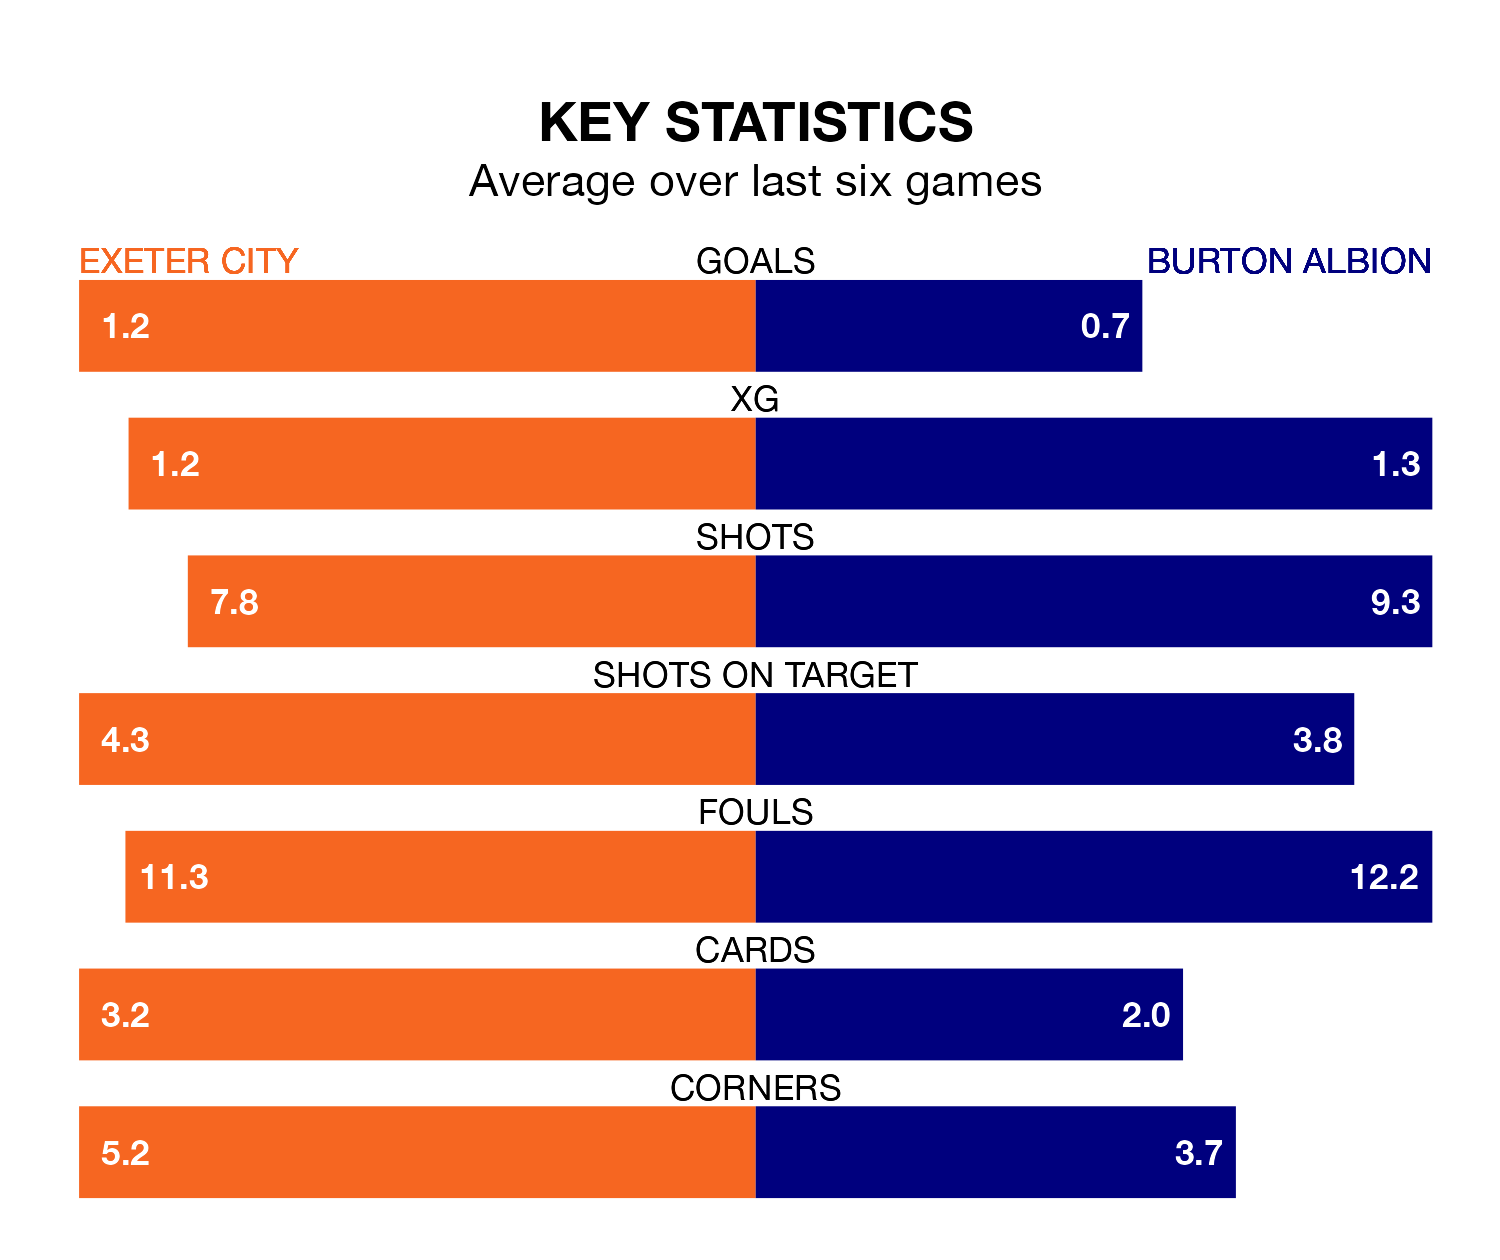 KEY STATISTICS
Average over last six games
EXETER CITY GOALS BURTON ALBION
1.2 0.7
XG
1.2 1.3
SHOTS
7.8 9.3
SHOTS ON TARGET
4.3 3.8
FOULS
11.3 12.2
CARDS
3.2 2.0
CORNERS
5.2 3.7